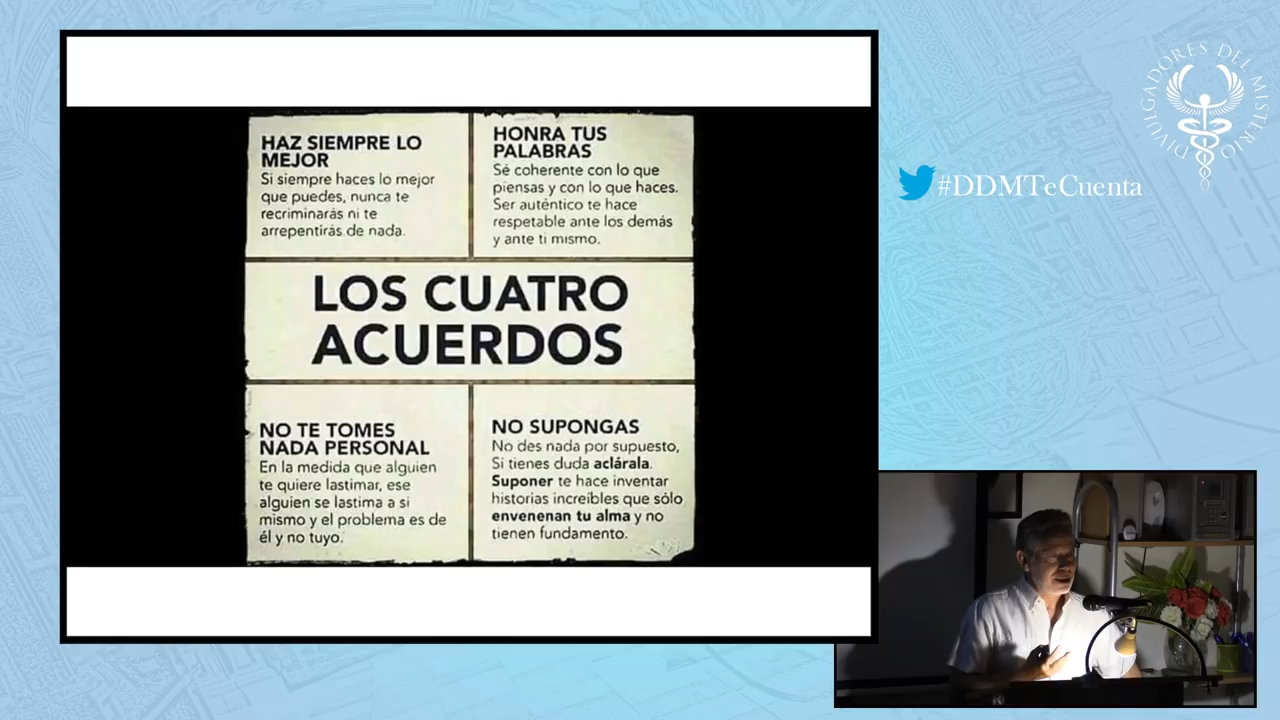 HAZ SIEMPRE LO
MEJOR
Si siempre haces lo mejor
que puedes, nunca te
recriminarás ni te
arrepentirás de nada.
HONRA TUS
PALABRAS
Sé coherente con lo que
piensas y con lo que haces.
Ser auténtico te hace
respetable ante los demás
y ante ti mismo.
LOS CUATRO
ACUERDOS
NO TE TOMES
NADA PERSONAL
En la medida que alguien
te quiere lastimar, ese
alguien se lastima a si
mismo y el problema es de
él y no tuyo.
NO SUPONGAS
No des nada por supuesto,
Si tienes duda aclárala.
Suponer te hace inventar
historias increibles que sólo
envenenan tu alma y no
tienen fundamento.
DIVULGADORES DEL MISTERIO
#DDMTeCuenta